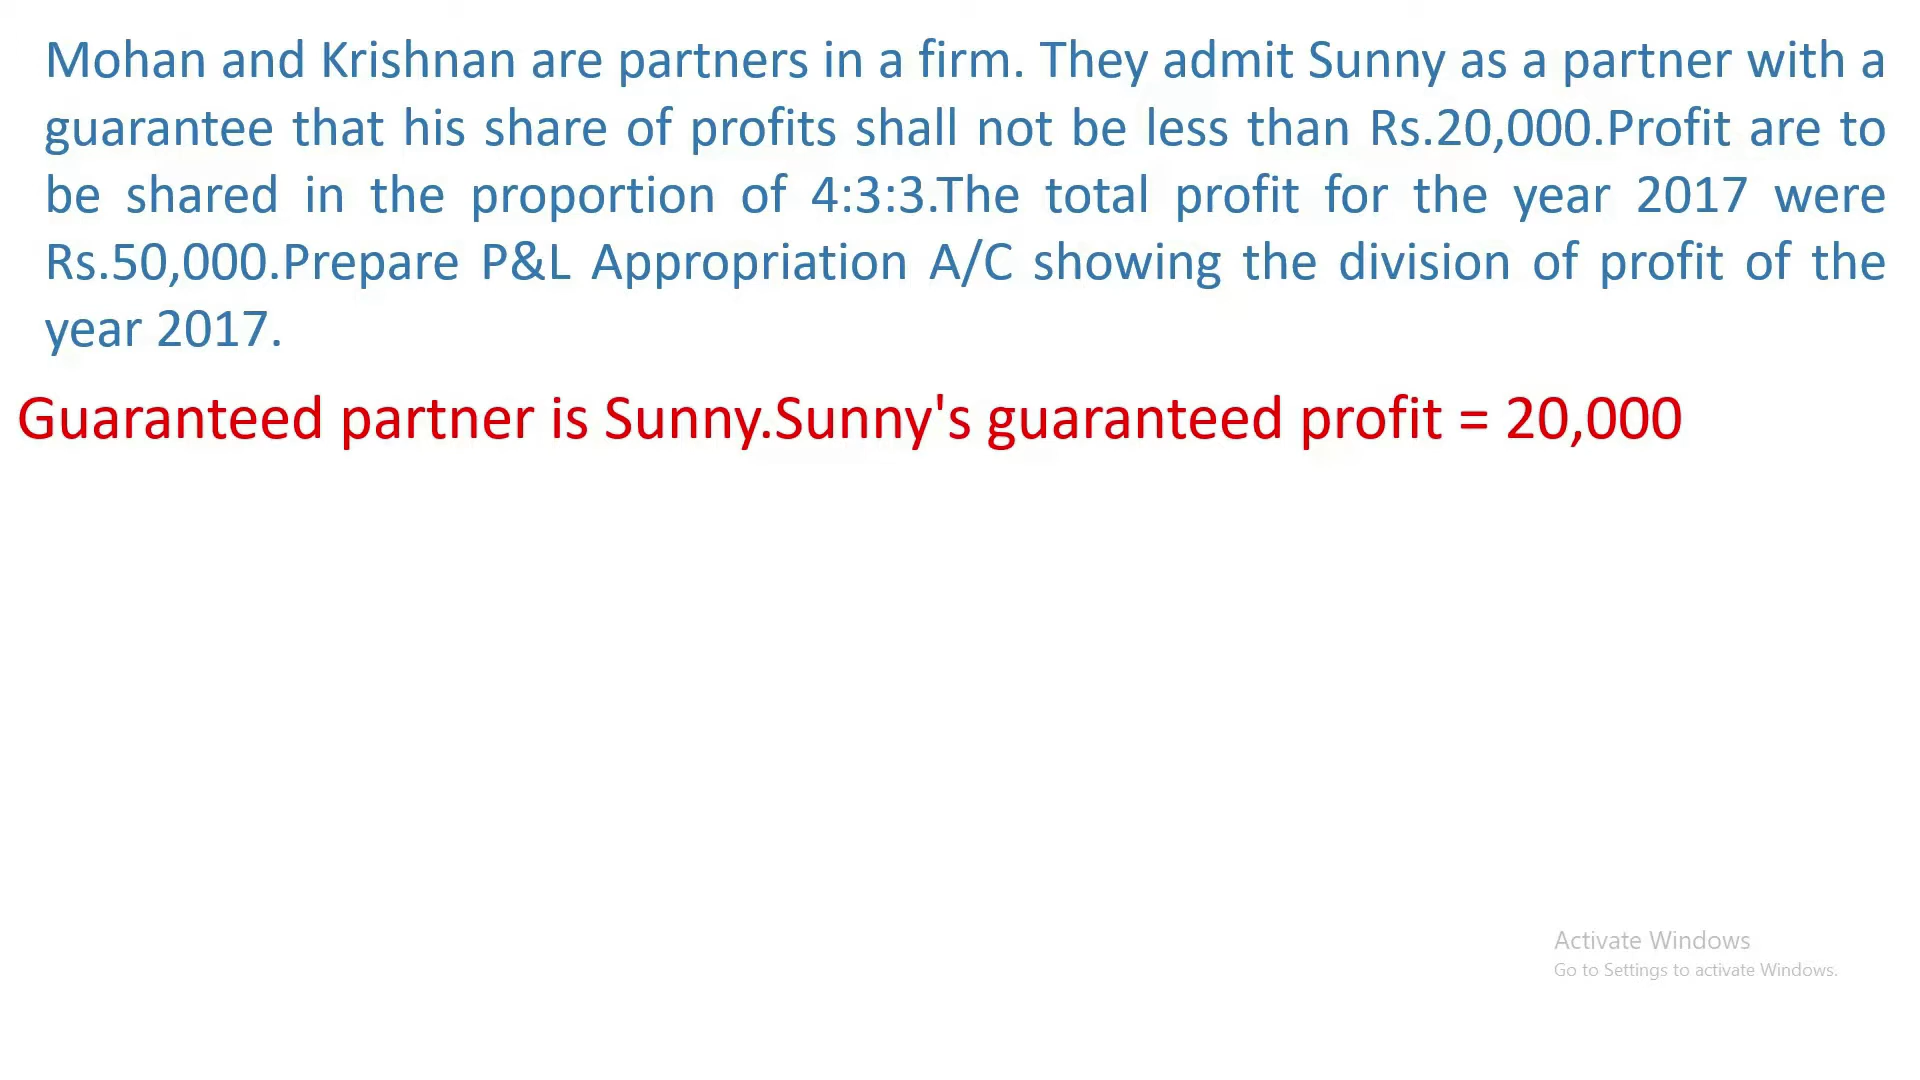 Mohan and Krishnan are partners in a firm. They admit Sunny as a partner with a
guarantee that his share of profits shall not be less than Rs.20,000.Profit are to
be shared in the proportion of 4:3:3.The total profit for the year 2017 were
Rs.50,000.Prepare P&L Appropriation A/C showing the division of profit of the
year 2017.
Guaranteed partner is Sunny.Sunny's guaranteed profit = 20,000
Activate Windows
Go to Settings to activate Windows.